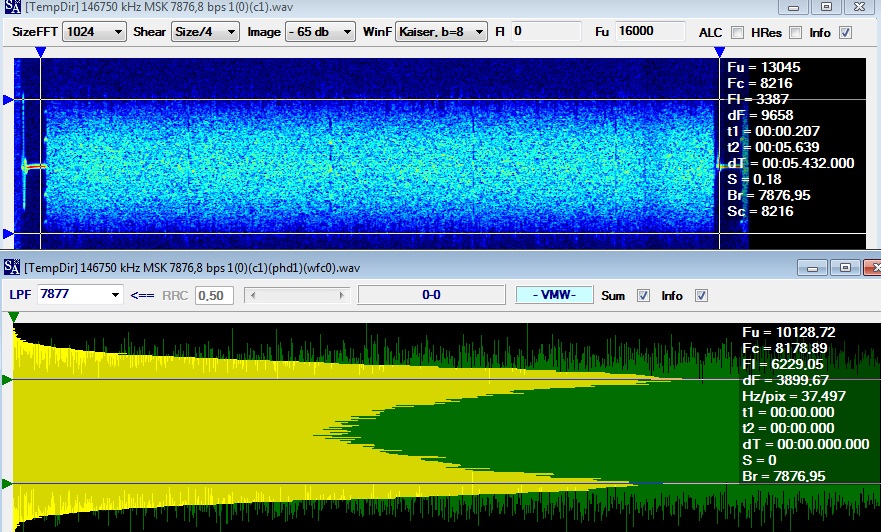 SA [TempDir] 146750 kHz MSK 7876,8 bps 1(0)(c1).wav
SizeFFT 1024 Shear Size/4 Image - 65 db WinF Kaiser. b=8 Fl 0 Fu 16000 ALC HRes Info
Fu = 13045
Fc = 8216
Fl = 3387
dF = 9658
t1 = 00:00.207
t2 = 00:05.639
dT = 00:05.432.000
S = 0,18
Br = 7876,95
Sc = 8216
SA [TempDir] 146750 kHz MSK 7876,8 bps 1(0)(c1)(phd1)(wfc0).wav
LPF 7877 <== RRC 0,50 0-0 - VMW- Sum Info
Fu = 10128,72
Fc = 8178,89
Fl = 6229,05
dF = 3899,67
Hz/pix = 37,497
t1 = 00:00.000
t2 = 00:00.000
dT = 00:00.000.000
S = 0
Br = 7876,95